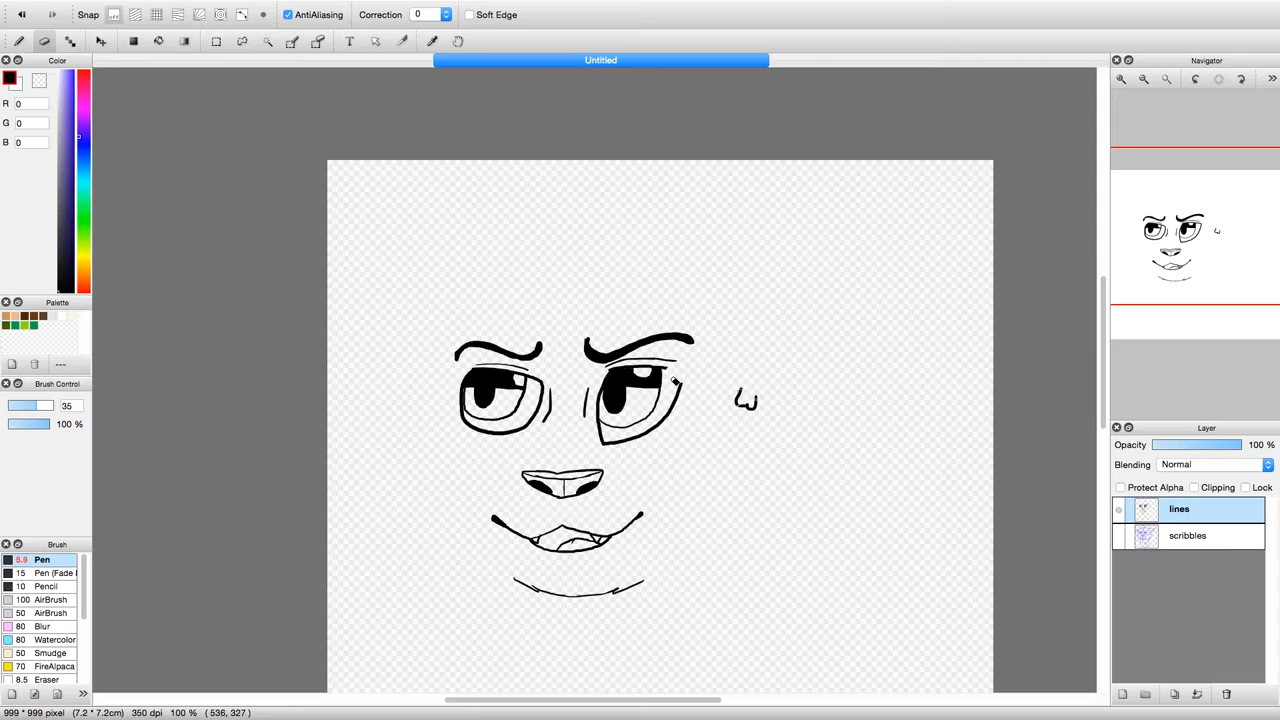 Snap AntiAliasing Correction 0 Soft Edge
Untitled
Color
R 0
G 0
B 0
Palette
---
Brush Control
35
100 %
Brush
5.9 Pen
15 Pen (Fade I
10 Pencil
100 AirBrush
50 AirBrush
80 Blur
80 Watercolor
50 Smudge
70 FireAlpaca
8.5 Eraser
Navigator
Layer
Opacity 100 %
Blending Normal
Protect Alpha Clipping Lock
lines
scribbles
999 * 999 pixel (7.2 * 7.2cm) 350 dpi 100 % ( 536, 327 )